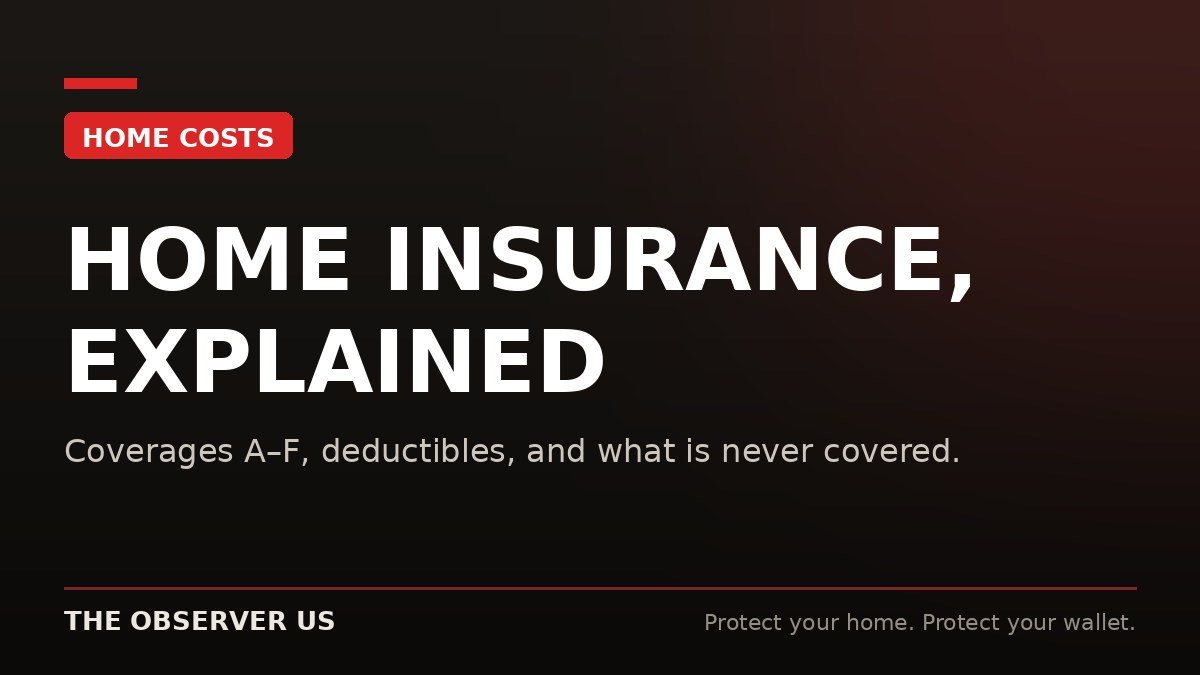 HOME COSTS
HOME INSURANCE,
EXPLAINED
Coverages A–F, deductibles, and what is never covered.
THE OBSERVER US
Protect your home. Protect your wallet.